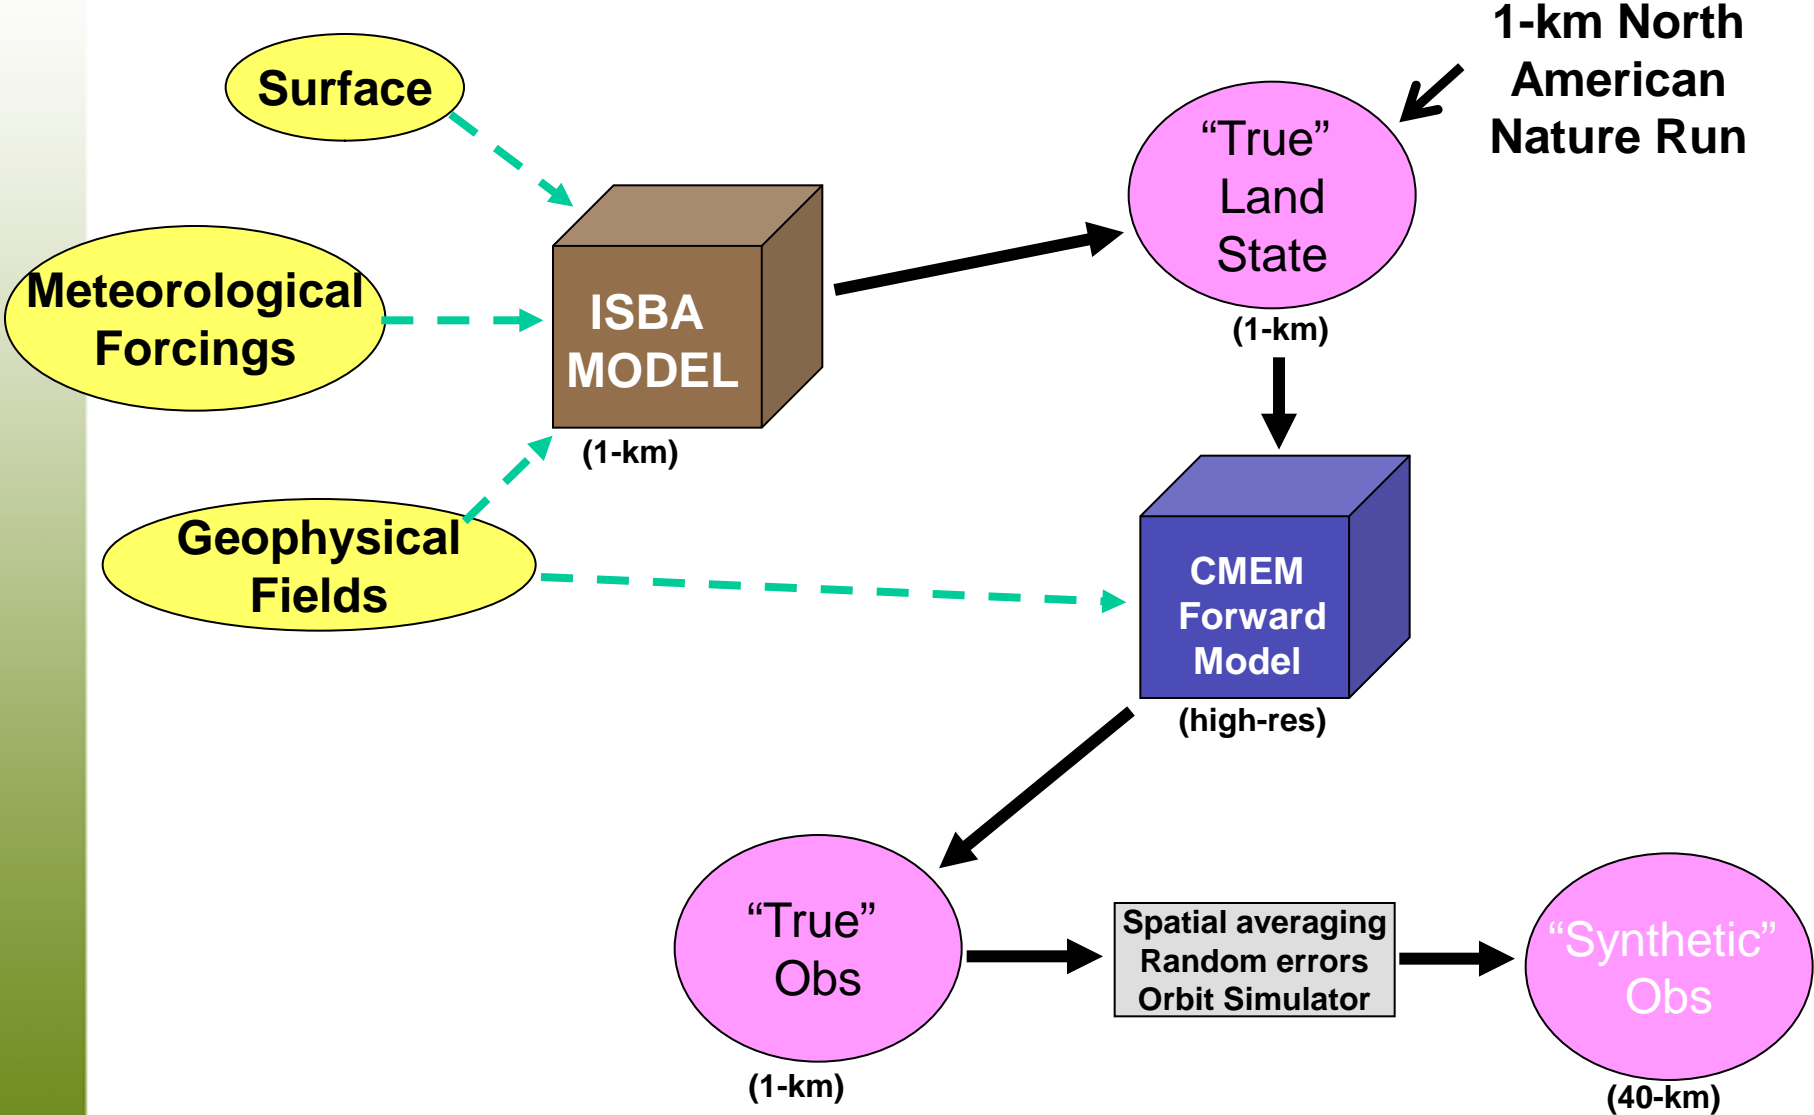 1-km North
American
Nature Run
Surface
“True”
Land
State
(1-km)
Meteorological
Forcings
ISBA
MODEL
(1-km)
Geophysical
Fields
CMEM
Forward
Model
(high-res)
“True”
Obs
(1-km)
Spatial averaging
Random errors
Orbit Simulator
“Synthetic”
Obs
(40-km)